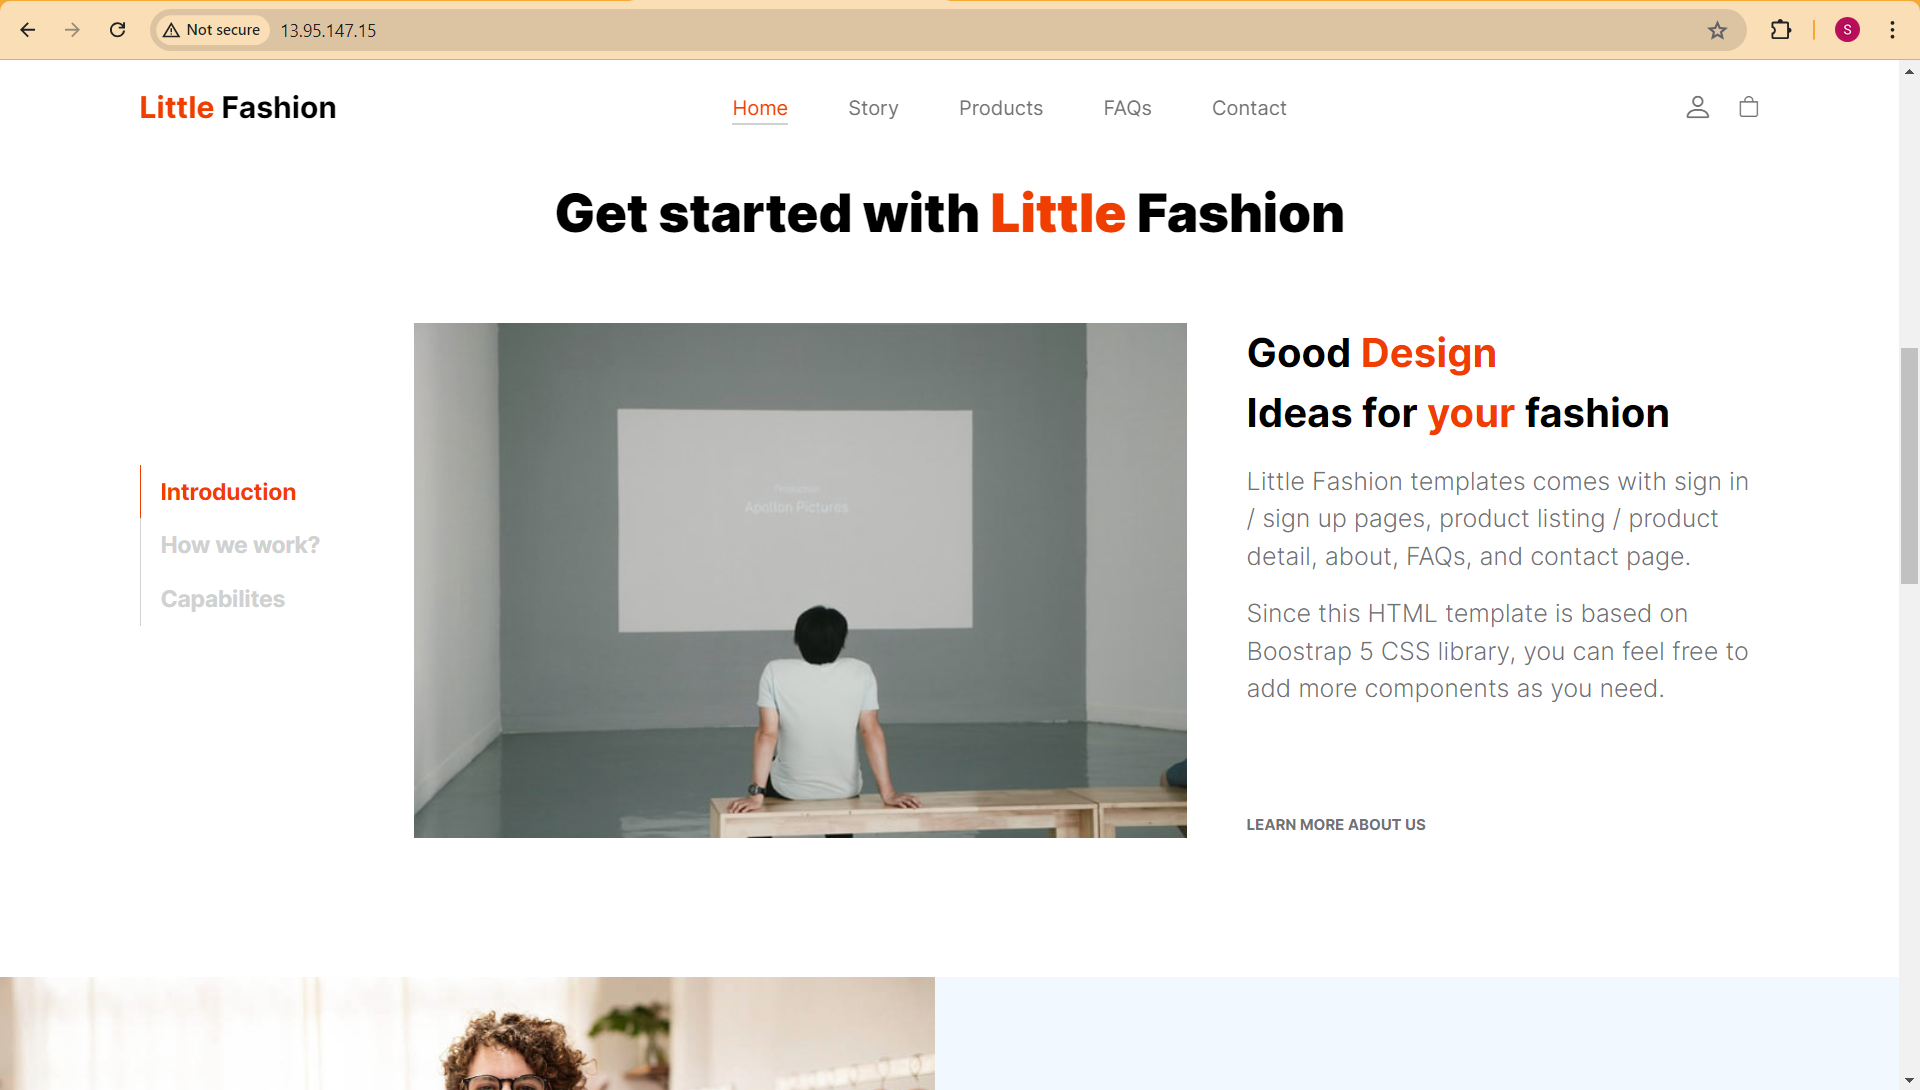 Not secure
13.95.147.15
S
Little Fashion
Home
Story
Products
FAQs
Contact
Get started with Little Fashion
Introduction
How we work?
Capabilites
Apollon Pictures
Good Design
Ideas for your fashion
Little Fashion templates comes with sign in
/ sign up pages, product listing / product
detail, about, FAQs, and contact page.
Since this HTML template is based on
Boostrap 5 CSS library, you can feel free to
add more components as you need.
LEARN MORE ABOUT US